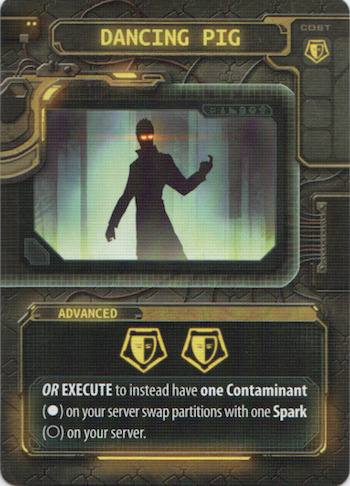 DANCING PIG
COST
ADVANCED
OR EXECUTE to instead have one Contaminant
(●) on your server swap partitions with one Spark
(○) on your server.